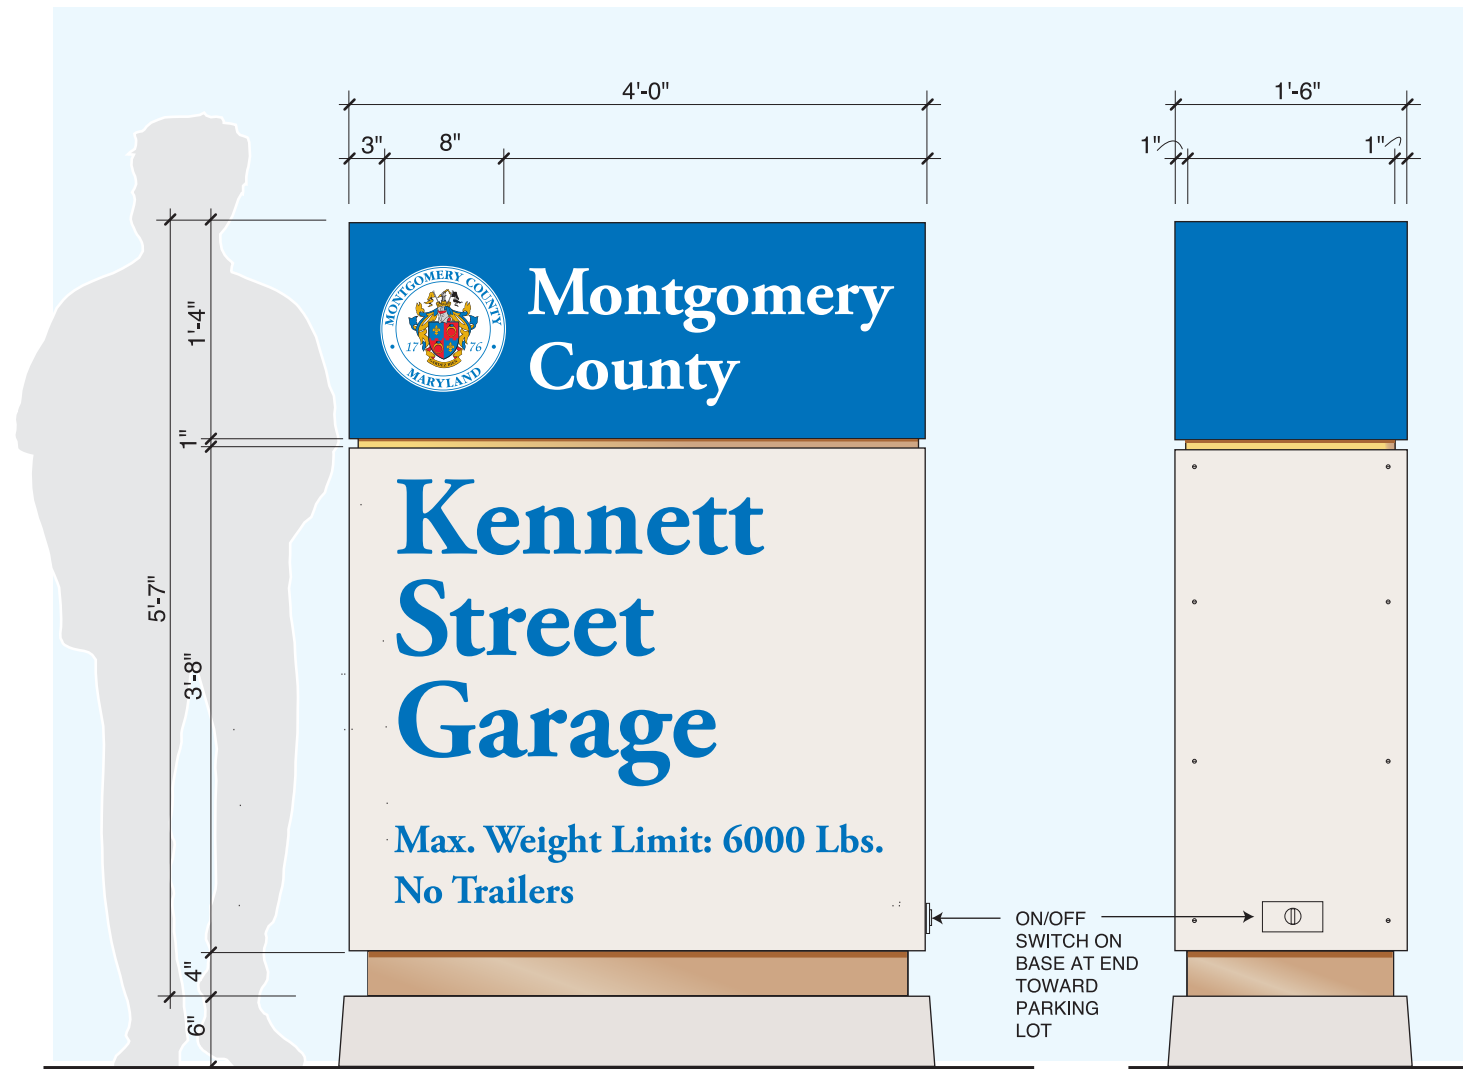 4'-0"
1'-6"
3"
8"
1"
1"
1'-4"
1"
5'-7"
3'-8"
4"
6"
MONTGOMERY COUNTY
17 76
MARYLAND
Montgomery
County
Kennett
Street
Garage
Max. Weight Limit: 6000 Lbs.
No Trailers
ON/OFF
SWITCH ON
BASE AT END
TOWARD
PARKING
LOT